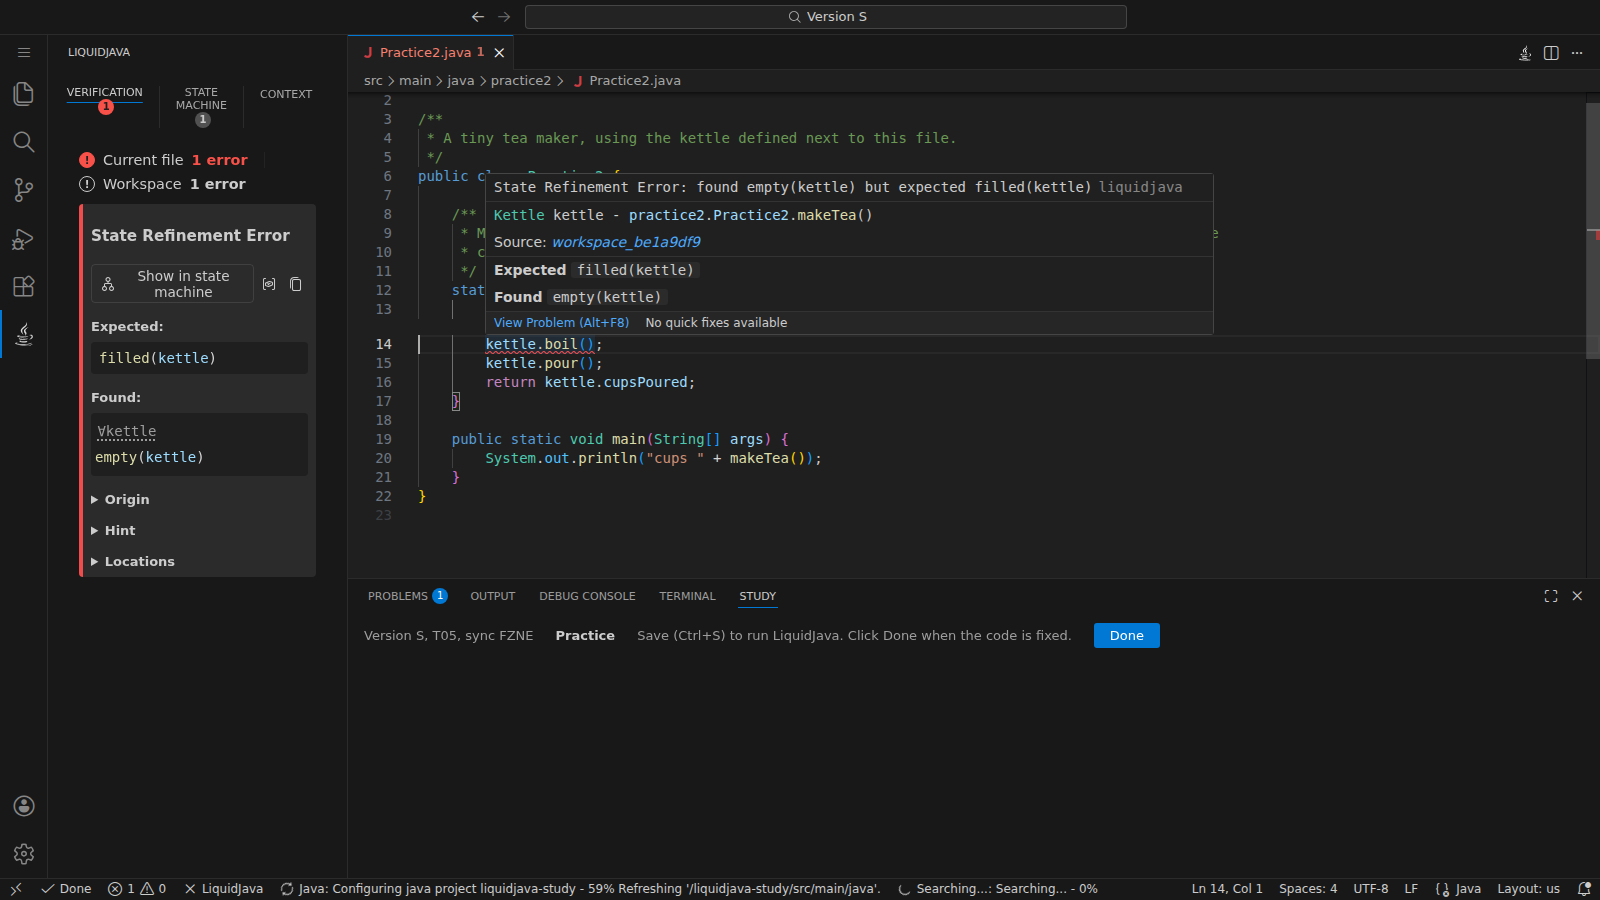 Version S
LIQUIDJAVA
VERIFICATION
1
STATE
MACHINE
1
CONTEXT
Current file 1 error
Workspace 1 error
State Refinement Error
Show in state
machine
Expected:
filled(kettle)
Found:
∀kettle
empty(kettle)
Origin
Hint
Locations
Practice2.java 1
src > main > java > practice2 > Practice2.java
2
3 /**
4 * A tiny tea maker, using the kettle defined next to this file.
5 */
6 public
7
8 /**
9 * M
10 * c
11 */
12 stat
13
State Refinement Error: found empty(kettle) but expected filled(kettle) liquidjava
Kettle kettle - practice2.Practice2.makeTea()
Source: workspace_be1a9df9
Expected filled(kettle)
Found empty(kettle)
View Problem (Alt+F8) No quick fixes available
14 kettle.boil();
15 kettle.pour();
16 return kettle.cupsPoured;
17 }
18
19 public static void main(String[] args) {
20 System.out.println("cups " + makeTea());
21 }
22 }
23
PROBLEMS 1 OUTPUT DEBUG CONSOLE TERMINAL STUDY
Version S, T05, sync FZNE Practice Save (Ctrl+S) to run LiquidJava. Click Done when the code is fixed. Done
Done 1 0 LiquidJava Java: Configuring java project liquidjava-study - 59% Refreshing '/liquidjava-study/src/main/java'. Searching...: Searching... - 0% Ln 14, Col 1 Spaces: 4 UTF-8 LF Java Layout: us